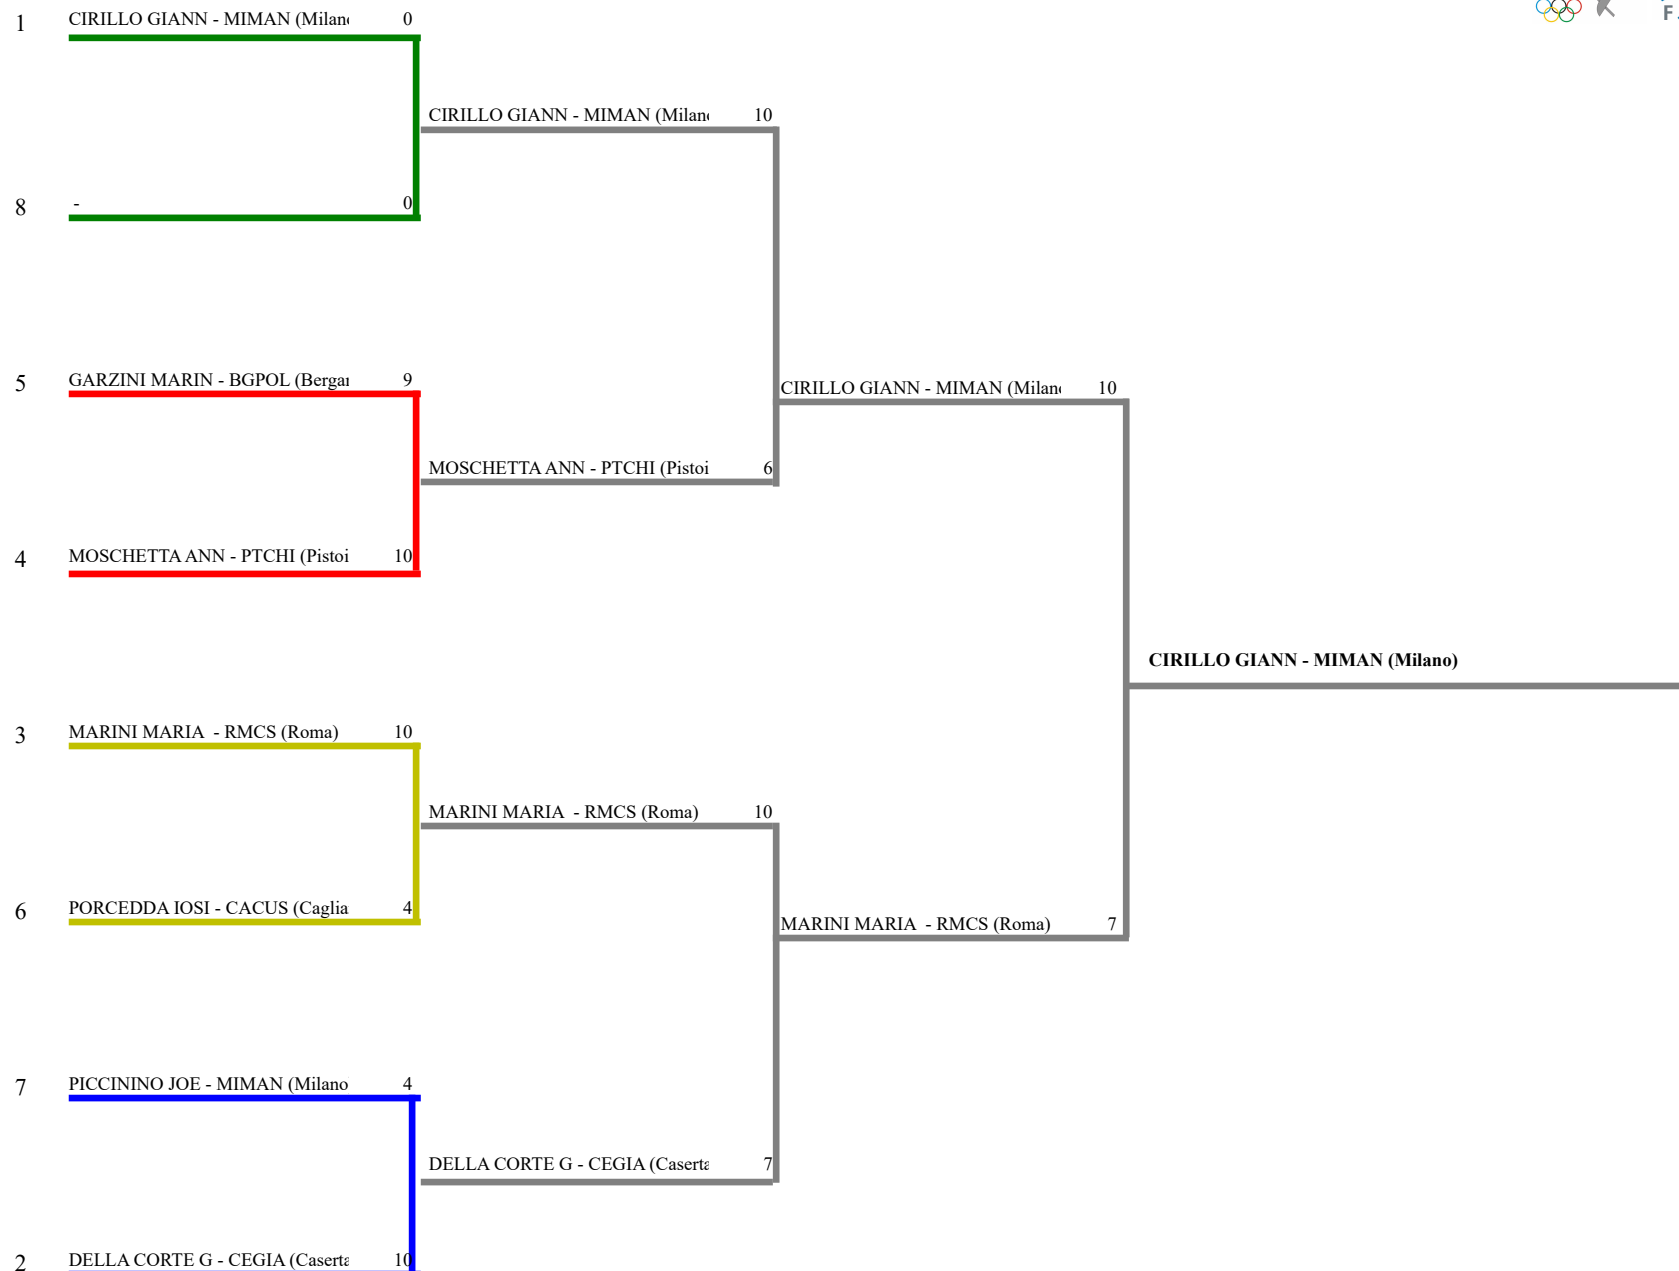 1 CIRILLO GIANN - MIMAN (Milan 0
CIRILLO GIANN - MIMAN (Milan 10
8 - 0
5 GARZINI MARIN - BGPOL (Berga 9
CIRILLO GIANN - MIMAN (Milan 10
MOSCHETTA ANN - PTCHI (Pistoi 6
4 MOSCHETTA ANN - PTCHI (Pistoi 10
CIRILLO GIANN - MIMAN (Milano)
3 MARINI MARIA - RMCS (Roma) 10
MARINI MARIA - RMCS (Roma) 10
6 PORCEDDA IOSI - CACUS (Caglia 4
MARINI MARIA - RMCS (Roma) 7
7 PICCININO JOE - MIMAN (Milano 4
DELLA CORTE G - CEGIA (Caserta 7
2 DELLA CORTE G - CEGIA (Caserta 10